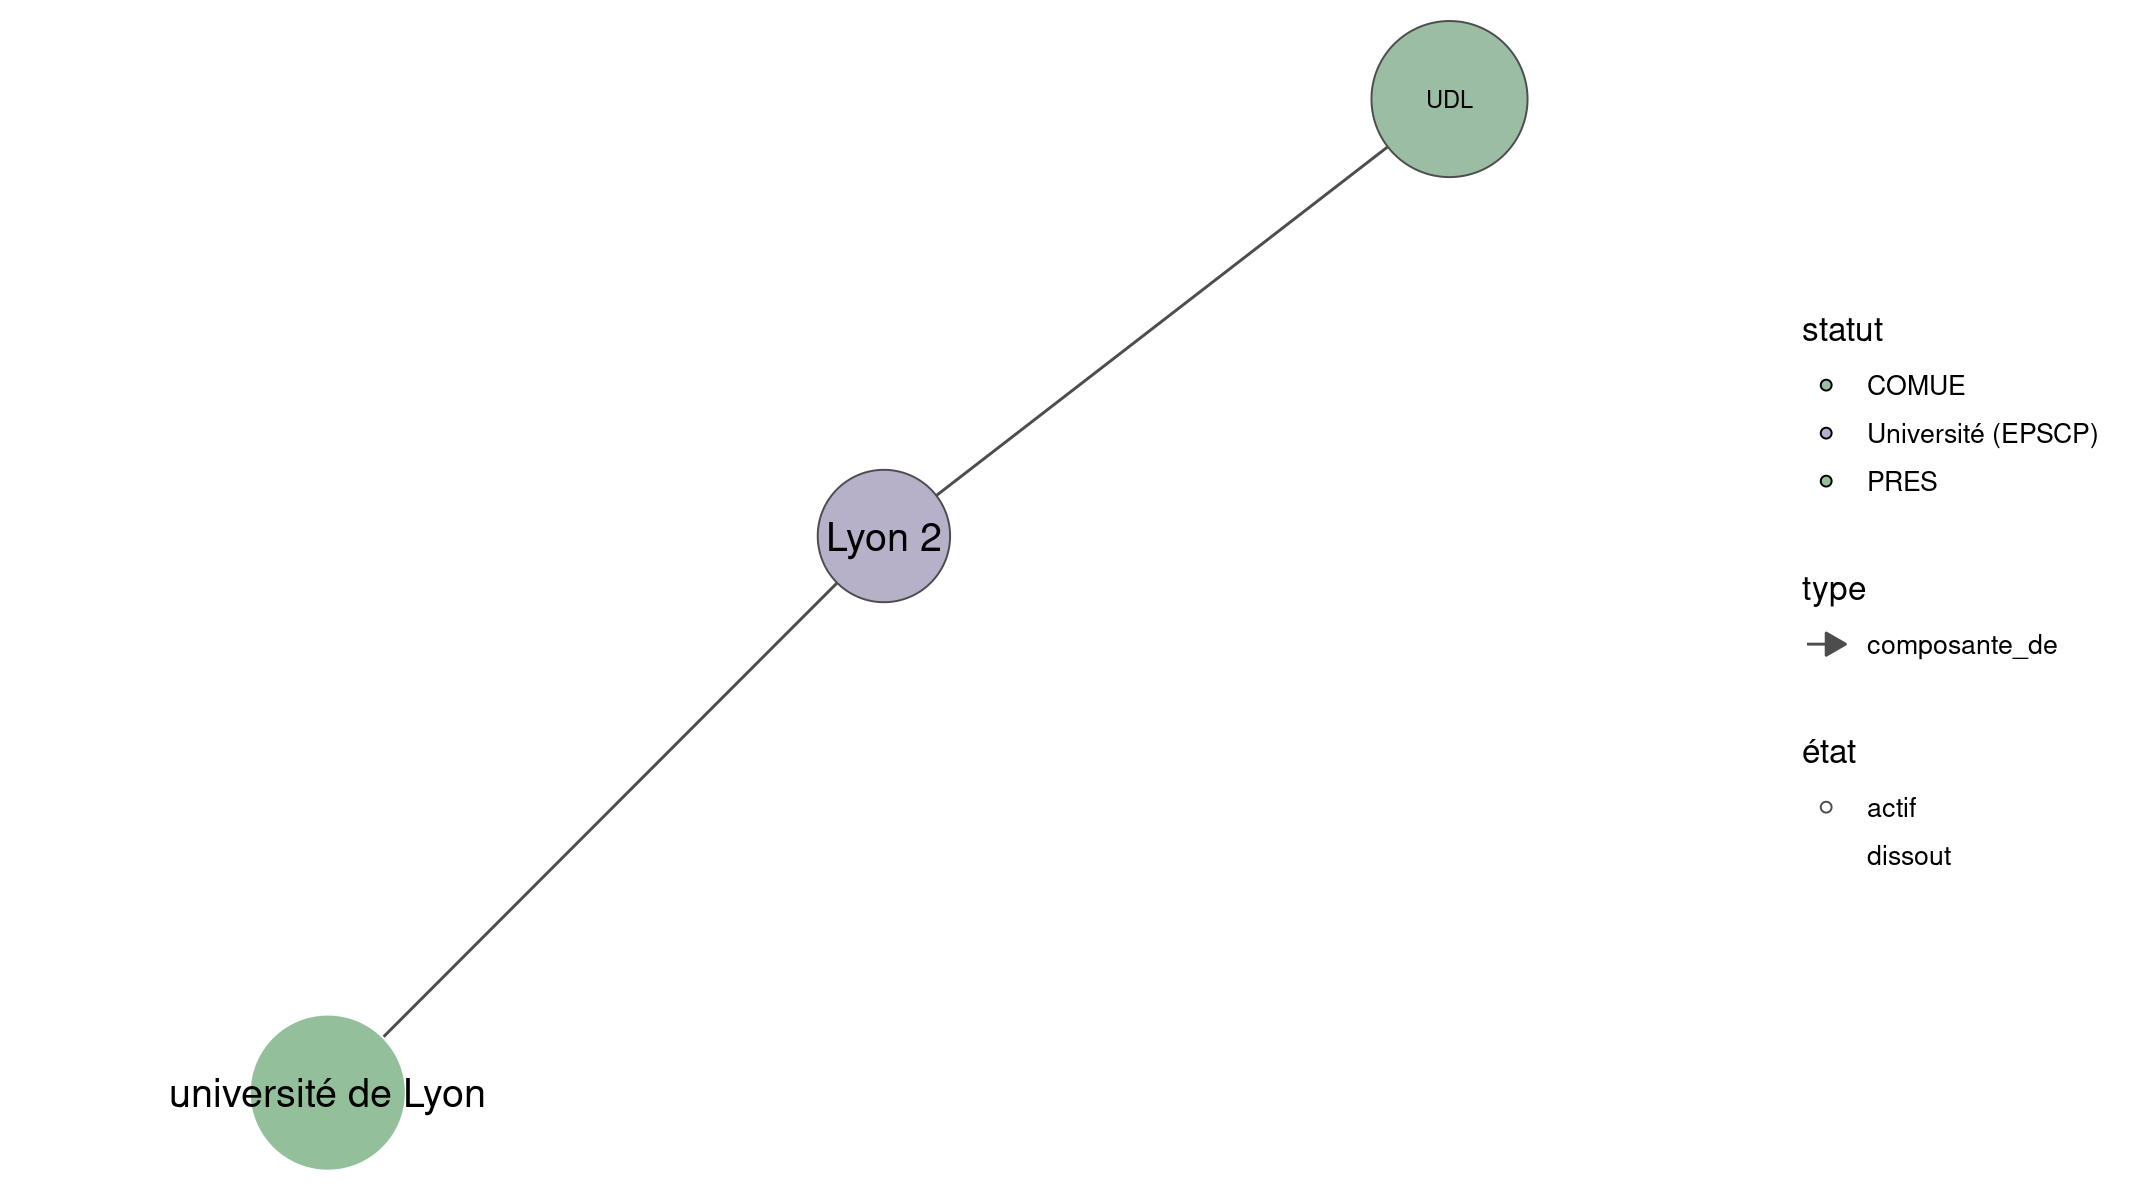 UDL
Lyon 2
université de Lyon
statut
COMUE
Université (EPSCP)
PRES
type
composante_de
état
actif
dissout